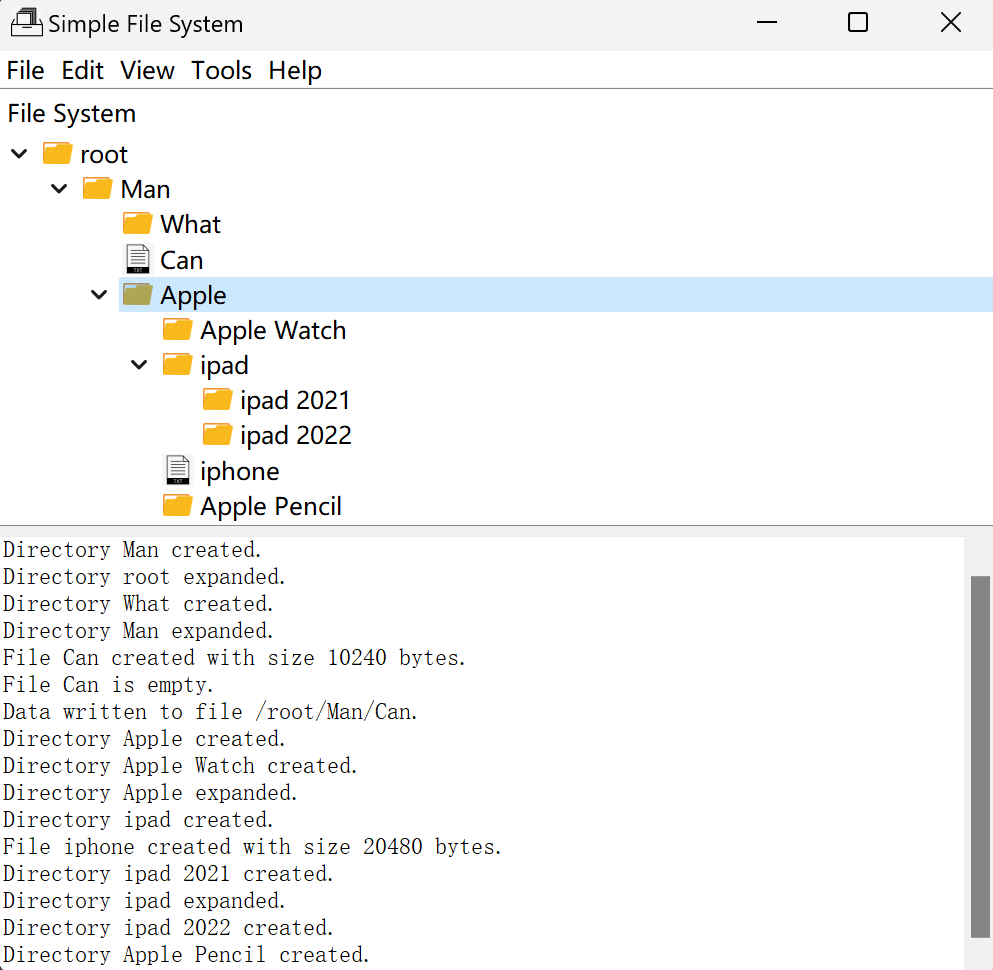 Simple File System
File Edit View Tools Help
File System
root
Man
What
Can
Apple
Apple Watch
ipad
ipad 2021
ipad 2022
iphone
Apple Pencil
Directory Man created.
Directory root expanded.
Directory What created.
Directory Man expanded.
File Can created with size 10240 bytes.
File Can is empty.
Data written to file /root/Man/Can.
Directory Apple created.
Directory Apple Watch created.
Directory Apple expanded.
Directory ipad created.
File iphone created with size 20480 bytes.
Directory ipad 2021 created.
Directory ipad expanded.
Directory ipad 2022 created.
Directory Apple Pencil created.